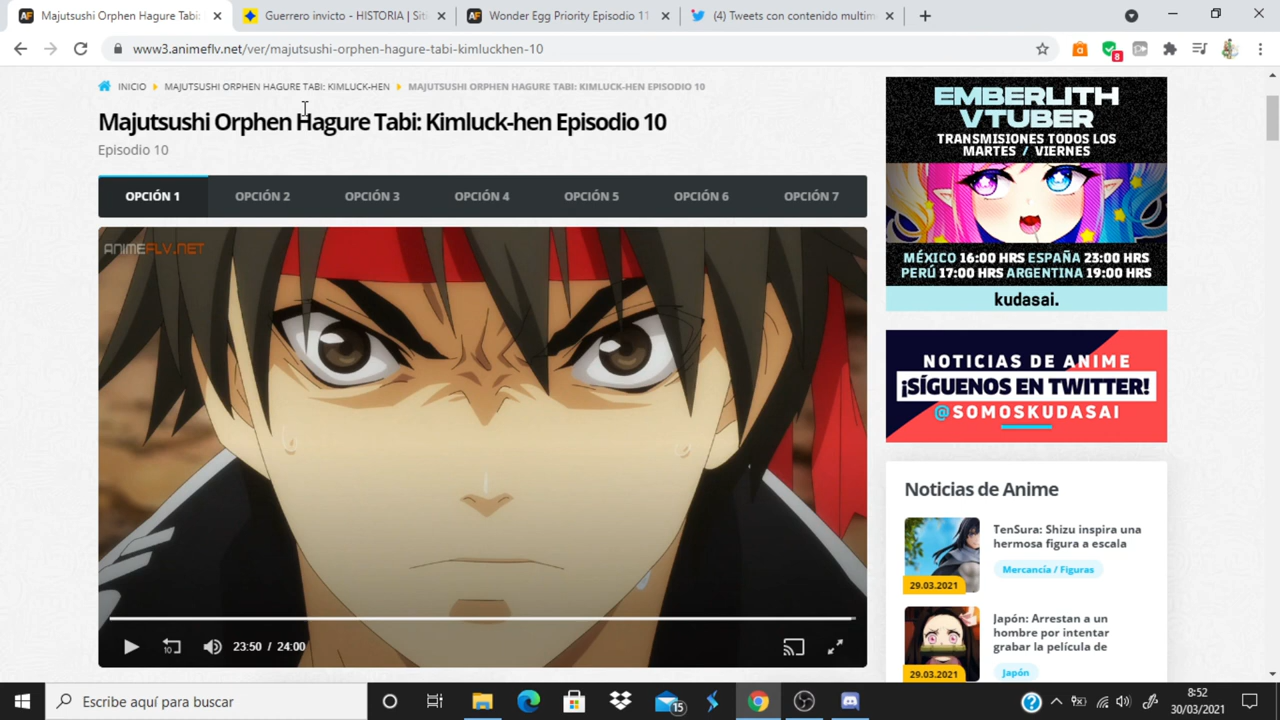 Majutsushi Orphen Hagure Tabi:
Guerrero invicto - HISTORIA | Siti
Wonder Egg Priority Episodio 11
(4) Tweets con contenido multim
www3.animeflv.net/ver/majutsushi-orphen-hagure-tabi-kimluckhen-10
8
INICIO
MAJUTSUSHI ORPHEN HAGURE TABI: KIMLUCK-HEN
MAJUTSUSHI ORPHEN HAGURE TABI: KIMLUCK-HEN EPISODIO 10
Majutsushi Orphen Hagure Tabi: Kimluck-hen Episodio 10
Episodio 10
OPCIÓN 1
OPCIÓN 2
OPCIÓN 3
OPCIÓN 4
OPCIÓN 5
OPCIÓN 6
OPCIÓN 7
ANIMEFLV.NET
10
23:50 / 24:00
EMBERLITH
VTUBER
TRANSMISIONES TODOS LOS
MARTES / VIERNES
MÉXICO 16:00 HRS ESPAÑA 23:00 HRS
PERÚ 17:00 HRS ARGENTINA 19:00 HRS
kudasai.
NOTICIAS DE ANIME
¡SÍGUENOS EN TWITTER!
@SOMOSKUDASAI
Noticias de Anime
TenSura: Shizu inspira una
hermosa figura a escala
Mercancía / Figuras
29.03.2021
Japón: Arrestan a un
hombre por intentar
grabar la película de
Japón
29.03.2021
Escribe aquí para buscar
15
8:52
30/03/2021